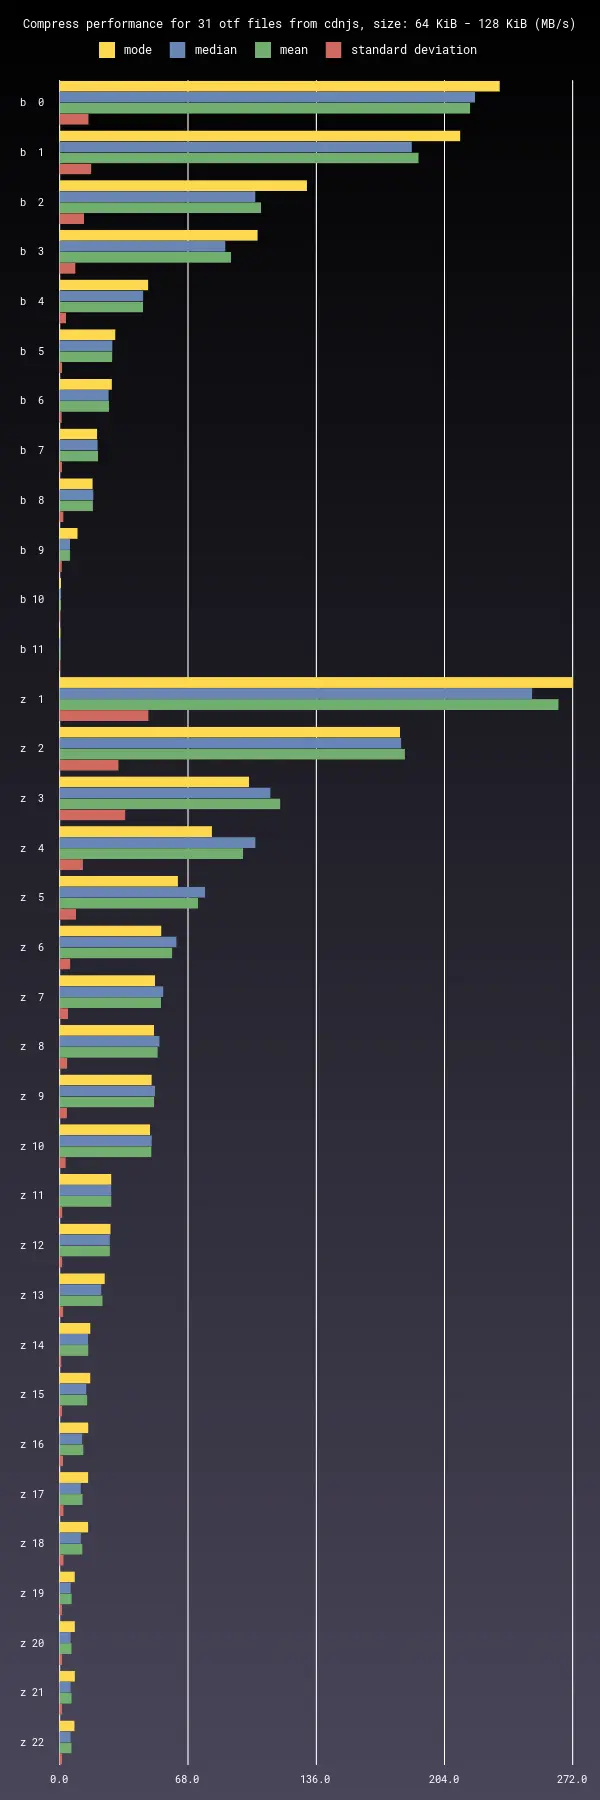 Compress performance for 31 otf files from cdnjs, size: 64 KiB - 128 KiB (MB/s)
mode median mean standard deviation
b 0
b 1
b 2
b 3
b 4
b 5
b 6
b 7
b 8
b 9
b 10
b 11
z 1
z 2
z 3
z 4
z 5
z 6
z 7
z 8
z 9
z 10
z 11
z 12
z 13
z 14
z 15
z 16
z 17
z 18
z 19
z 20
z 21
z 22
0.0 68.0 136.0 204.0 272.0